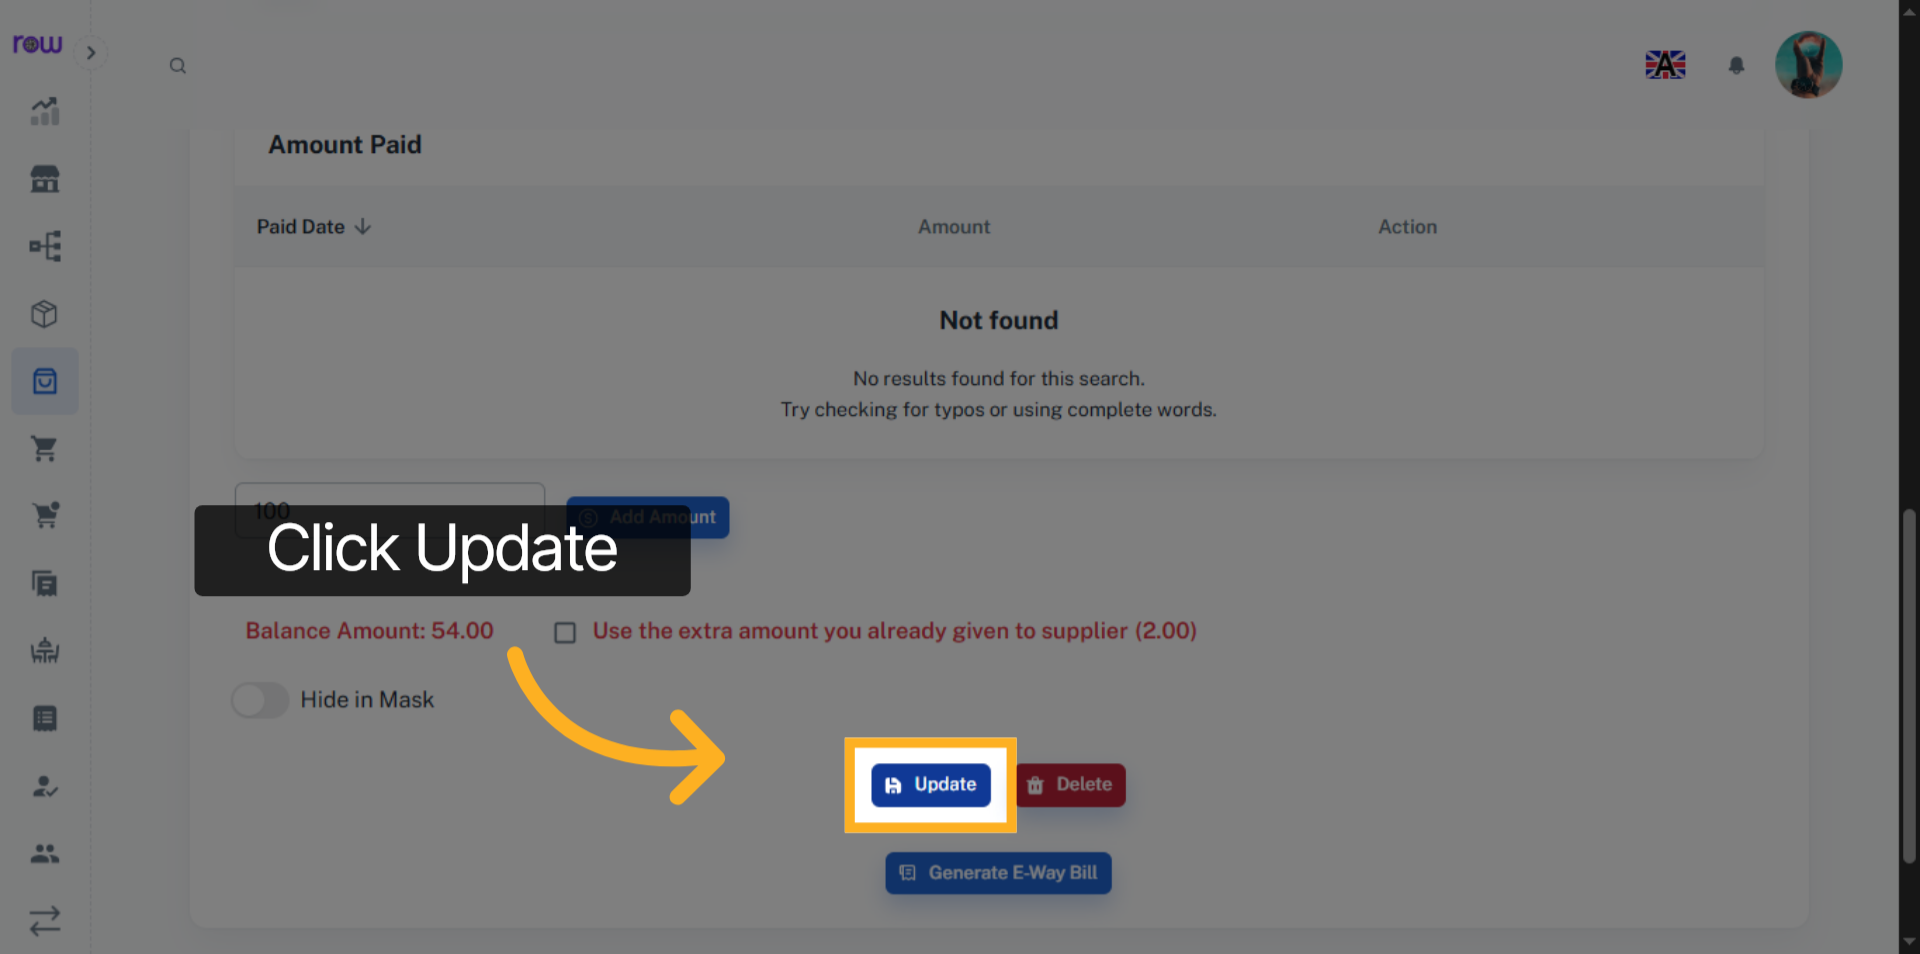 row
A
Amount Paid
Paid Date
Amount
Action
Not found
No results found for this search.
Try checking for typos or using complete words.
100
Add Amount
Click Update
Balance Amount: 54.00
Use the extra amount you already given to supplier (2.00)
Hide in Mask
Update
Delete
Generate E-Way Bill